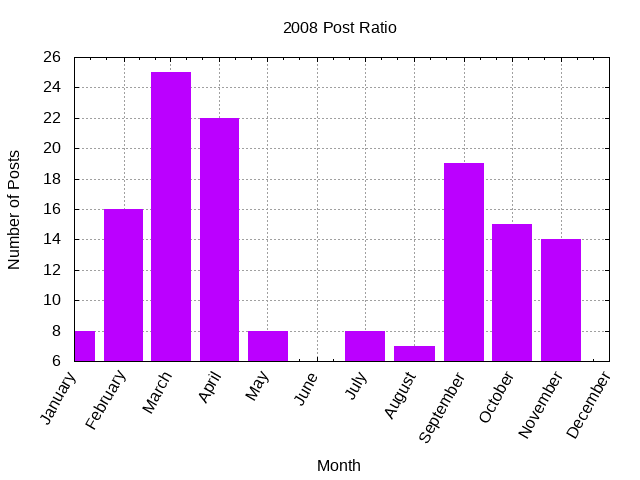 2008 Post Ratio
26
24
22
20
18
16
14
12
10
8
6
Number of Posts
January
February
March
April
May
June
July
August
September
October
November
December
Month